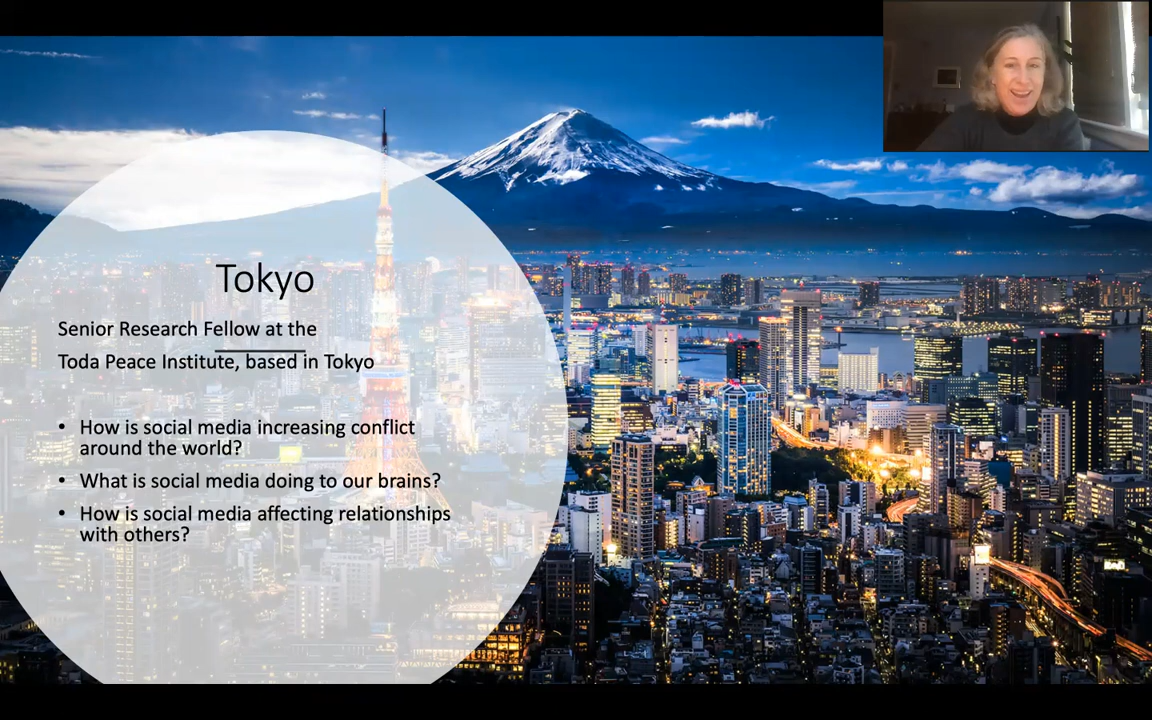 Tokyo
Senior Research Fellow at the
Toda Peace Institute, based in Tokyo
• How is social media increasing conflict
around the world?
• What is social media doing to our brains?
• How is social media affecting relationships
with others?